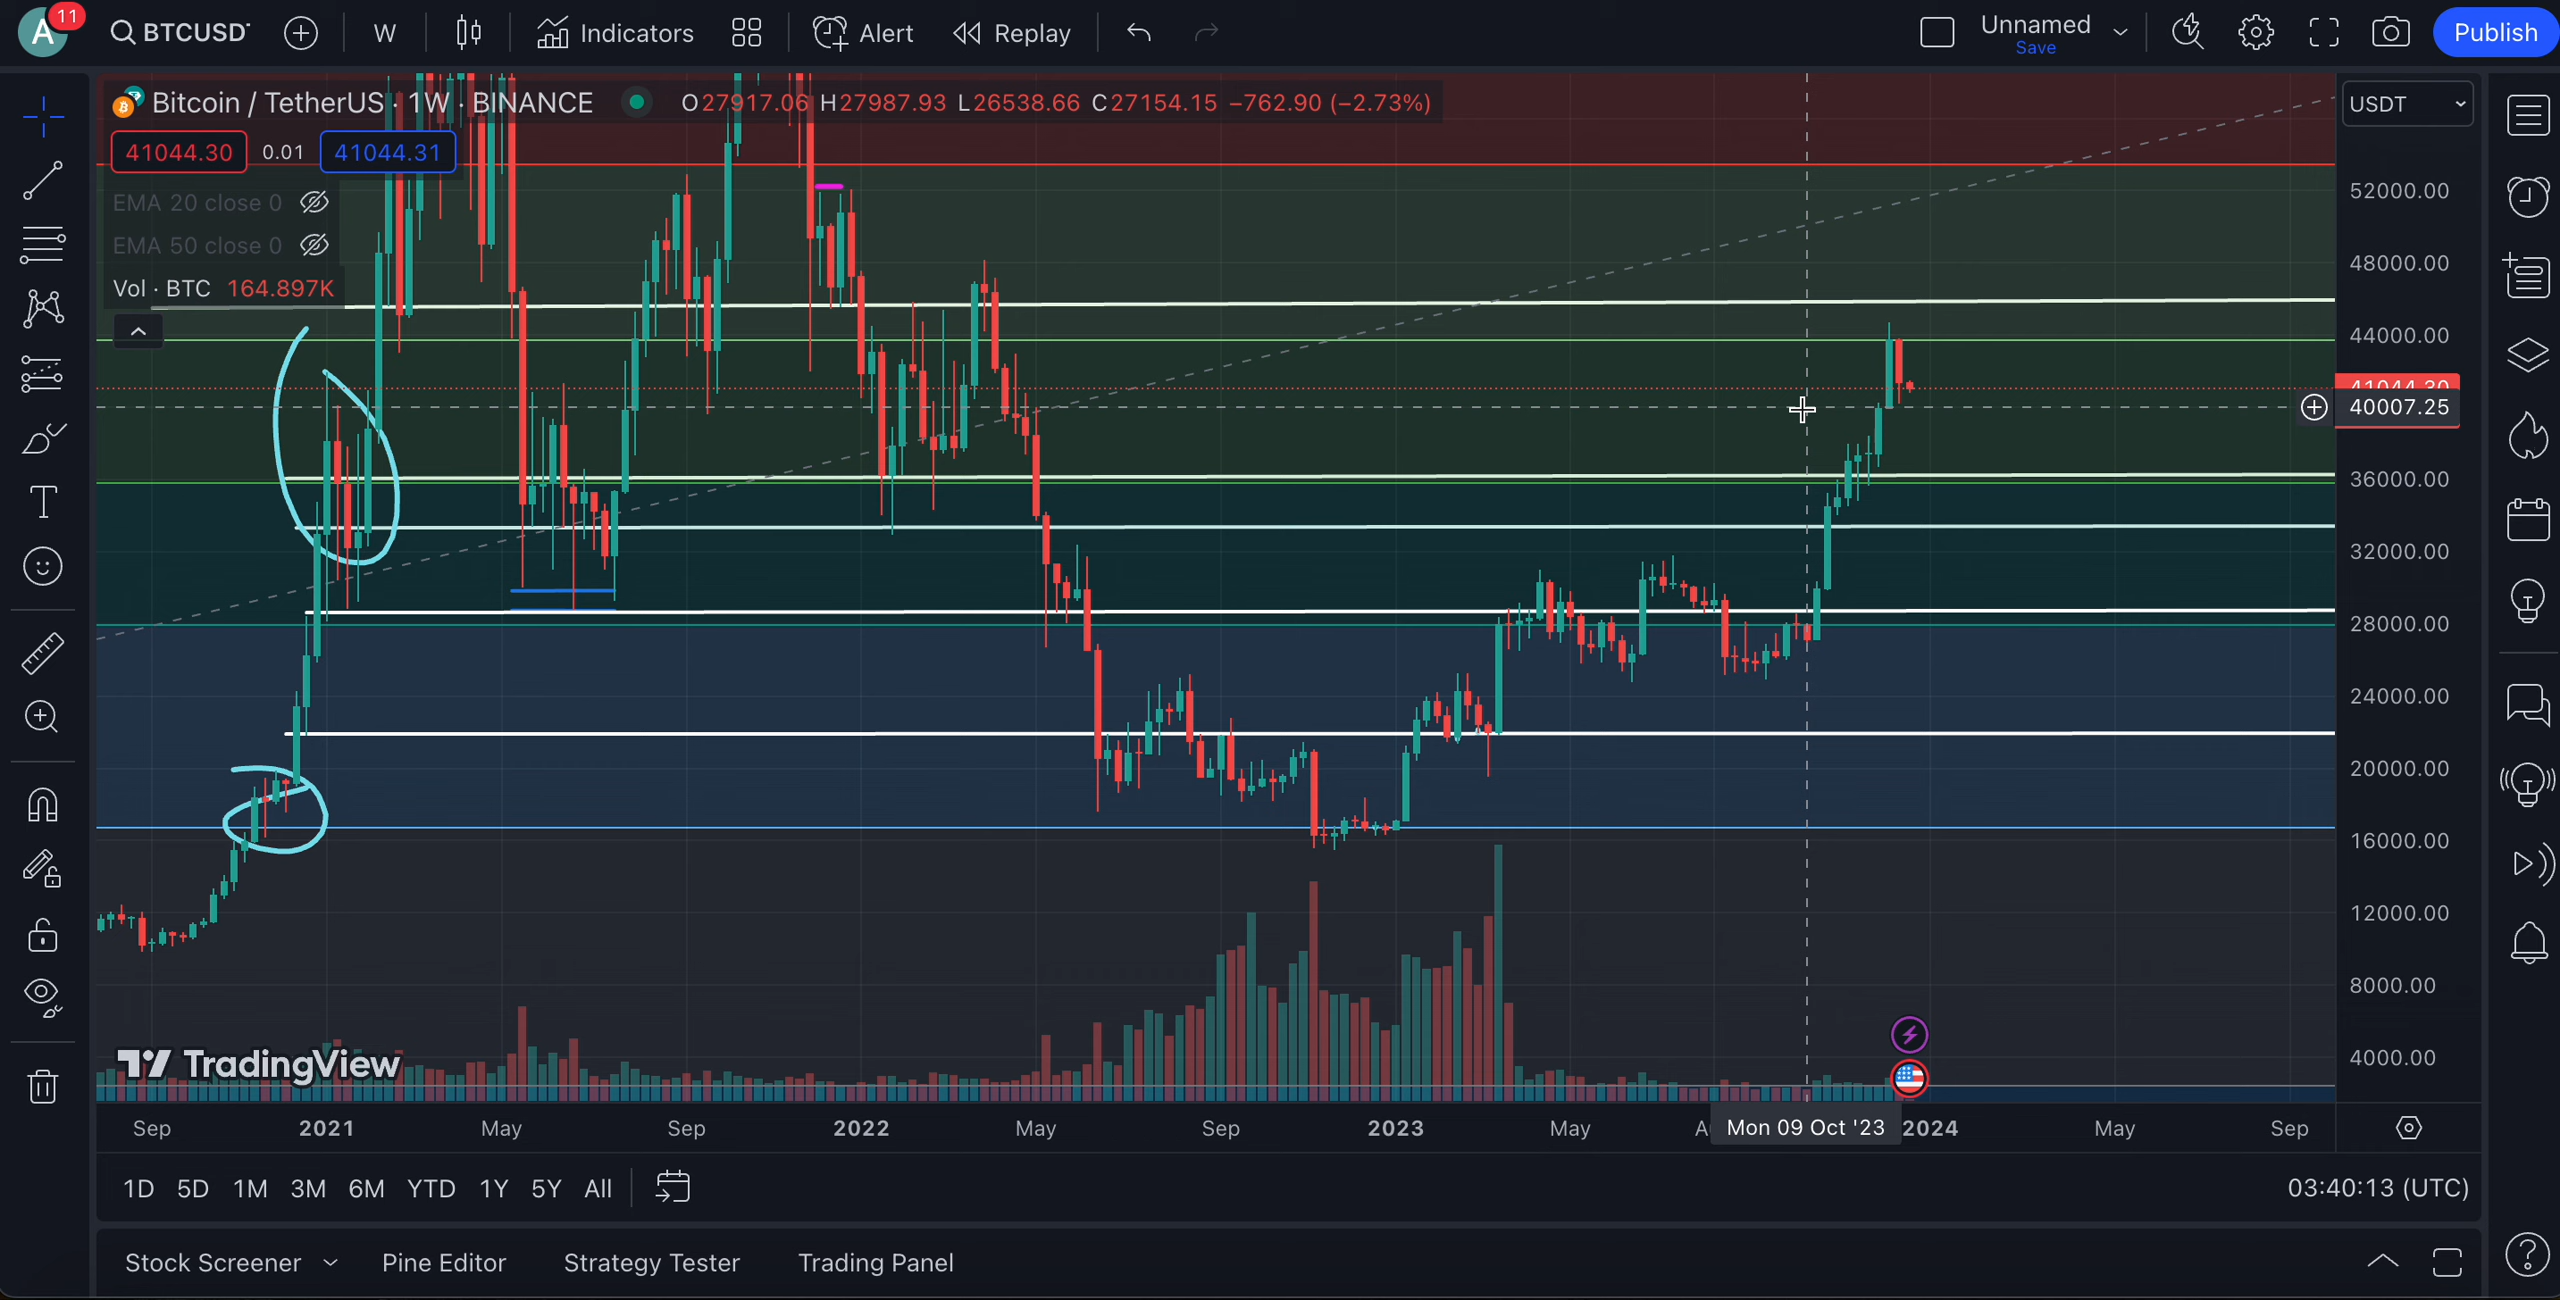 11
A
BTCUSDT
W
Indicators
Alert
Replay
Unnamed
Save
Publish
Bitcoin / TetherUS · 1W · BINANCE
O27917.06 H27987.93 L26538.66 C27154.15 −762.90 (−2.73%)
USDT
41044.30
0.01
41044.31
EMA 20 close 0
EMA 50 close 0
Vol · BTC 164.897K
52000.00
48000.00
44000.00
41044.30
40007.25
36000.00
32000.00
28000.00
24000.00
20000.00
16000.00
12000.00
8000.00
4000.00
TradingView
Sep
2021
May
Sep
2022
May
Sep
2023
May
Mon 09 Oct '23
2024
May
Sep
1D
5D
1M
3M
6M
YTD
1Y
5Y
All
03:40:13 (UTC)
Stock Screener
Pine Editor
Strategy Tester
Trading Panel